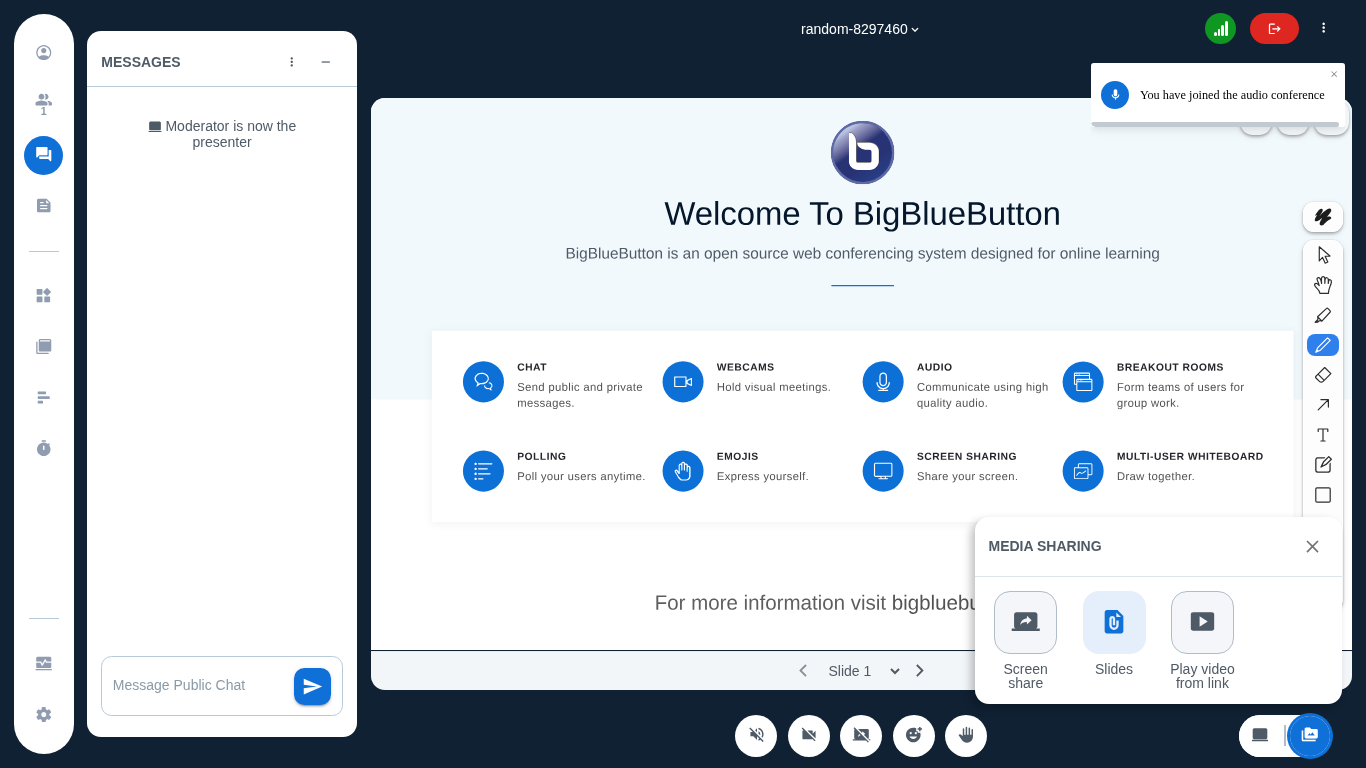 random-8297460
MESSAGES
You have joined the audio conference
1
Moderator is now the
presenter
Welcome To BigBlueButton
BigBlueButton is an open source web conferencing system designed for online learning
CHAT
Send public and private
messages.
WEBCAMS
Hold visual meetings.
AUDIO
Communicate using high
quality audio.
BREAKOUT ROOMS
Form teams of users for
group work.
POLLING
Poll your users anytime.
EMOJIS
Express yourself.
SCREEN SHARING
Share your screen.
MULTI-USER WHITEBOARD
Draw together.
MEDIA SHARING
Screen
share
Slides
Play video
from link
For more information visit bigbluebu
Slide 1
Message Public Chat